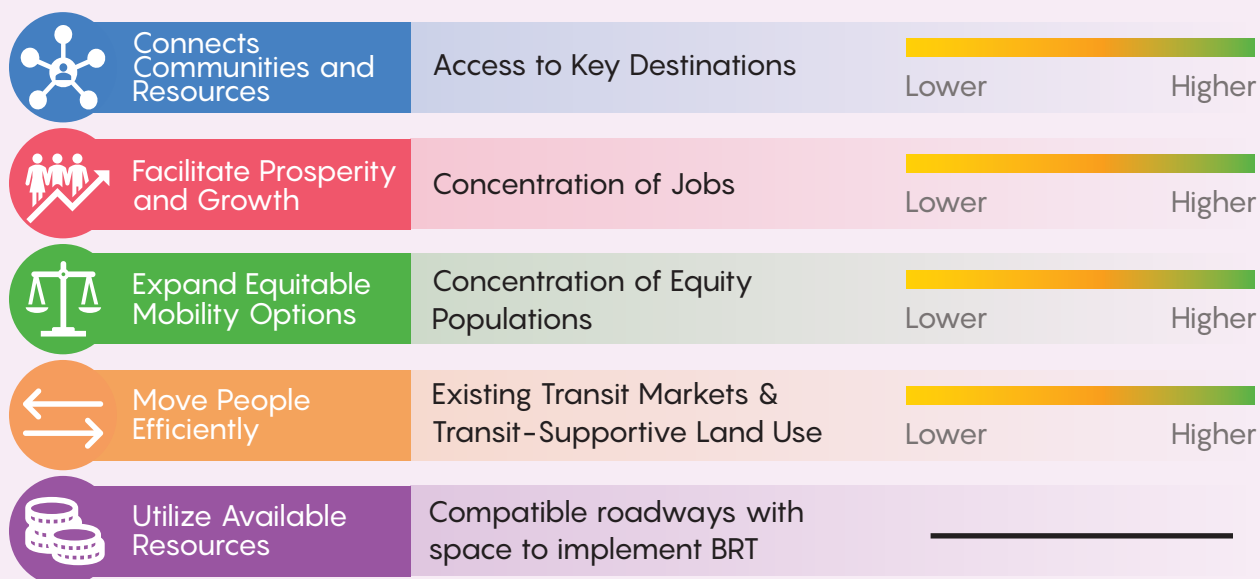 Connects
Communities and
Resources
Access to Key Destinations
Lower
Higher
Facilitate Prosperity
and Growth
Concentration of Jobs
Lower
Higher
Expand Equitable
Mobility Options
Concentration of Equity
Populations
Lower
Higher
Move People
Efficiently
Existing Transit Markets &
Transit-Supportive Land Use
Lower
Higher
Utilize Available
Resources
Compatible roadways with
space to implement BRT